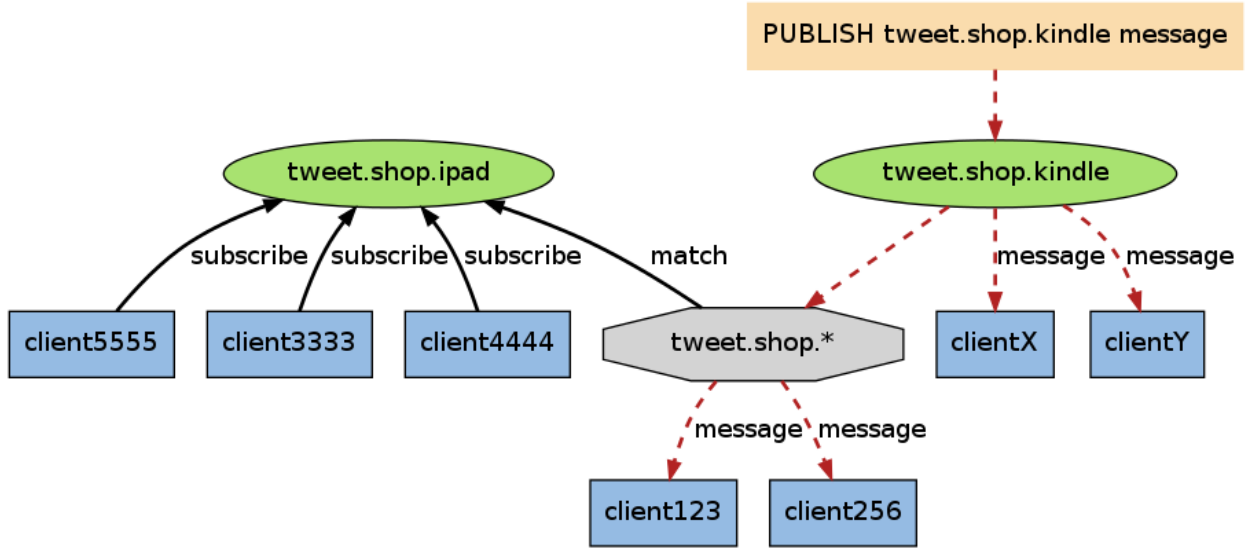 PUBLISH tweet.shop.kindle message
tweet.shop.ipad
tweet.shop.kindle
subscribe
subscribe
subscribe
match
message
message
client5555
client3333
client4444
tweet.shop.*
clientX
clientY
message
message
client123
client256